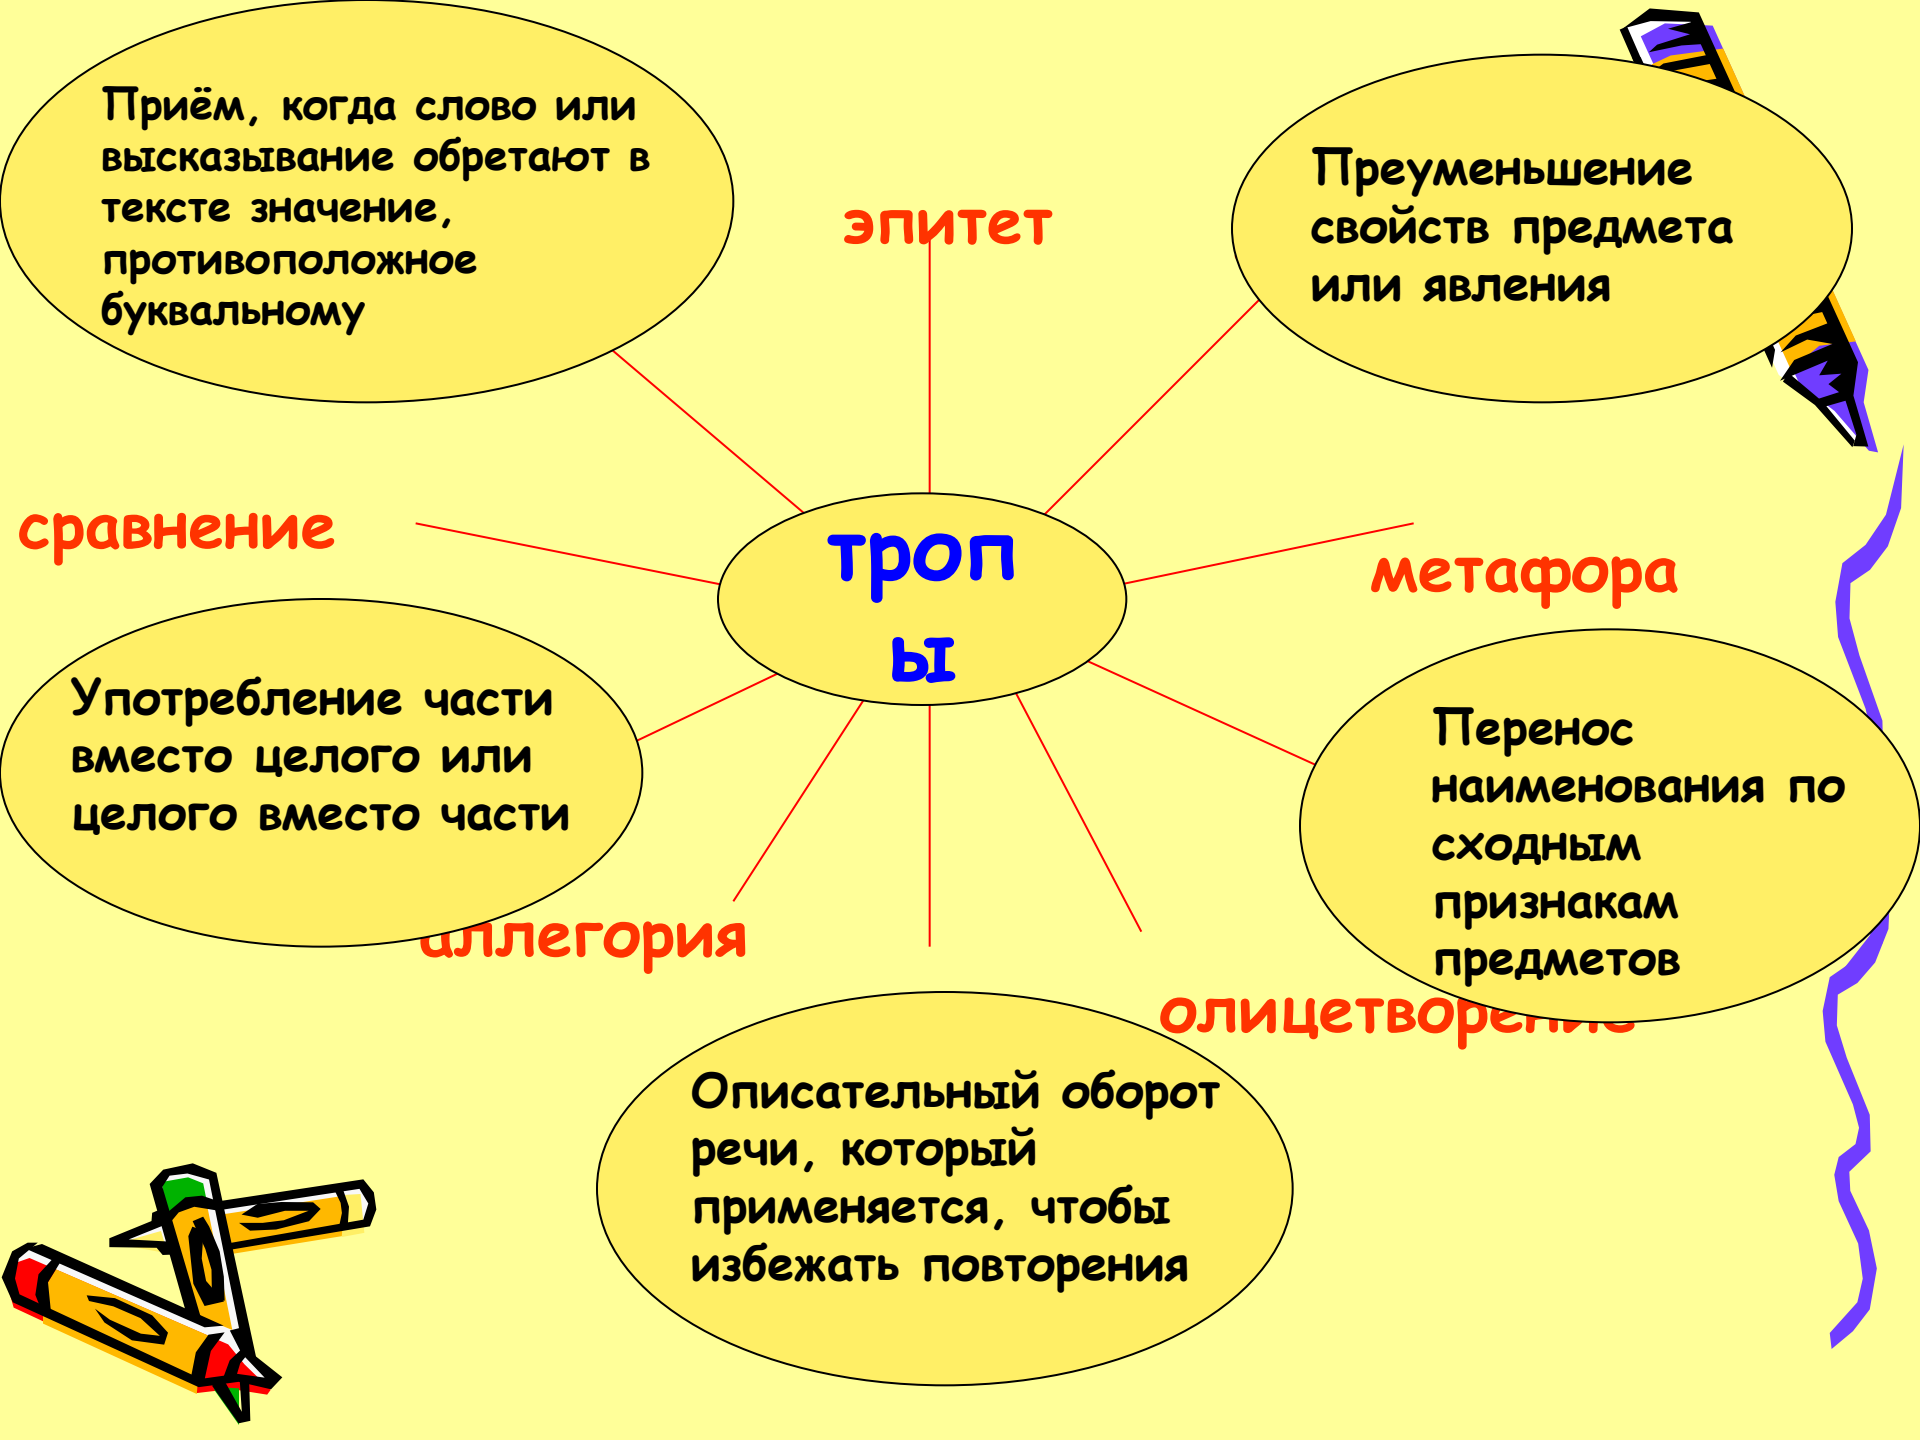 Приём, когда слово или
высказывание обретают в
тексте значение,
противоположное
буквальному
эпитет
Преуменьшение
свойств предмета
или явления
сравнение
троп
ы
метафора
Употребление части
вместо целого или
целого вместо части
Перенос
наименования по
сходным
признакам
предметов
аллегория
олицетворение
Описательный оборот
речи, который
применяется, чтобы
избежать повторения